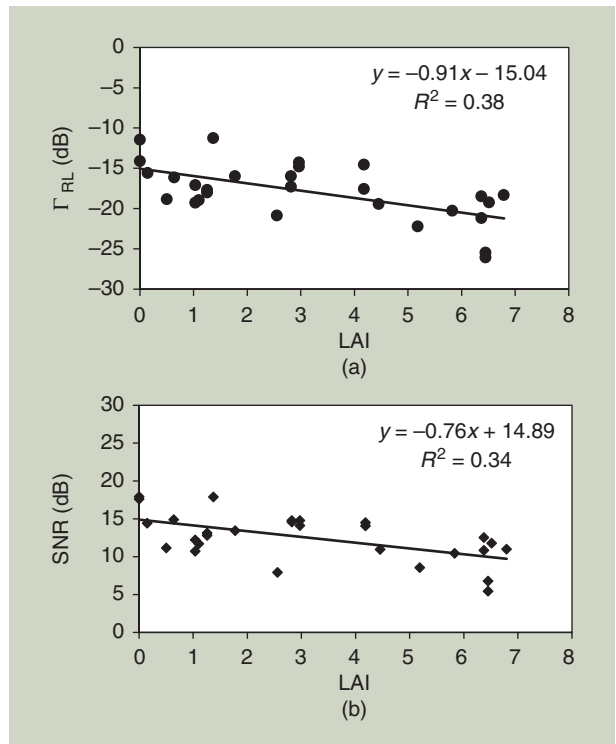 0
−5
−10
−15
−20
−25
−30
Γ RL (dB)
y = −0.91x − 15.04
R² = 0.38
0 1 2 3 4 5 6 7 8
LAI
(a)
30
25
20
15
10
5
0
SNR (dB)
y = −0.76x + 14.89
R² = 0.34
0 1 2 3 4 5 6 7 8
LAI
(b)